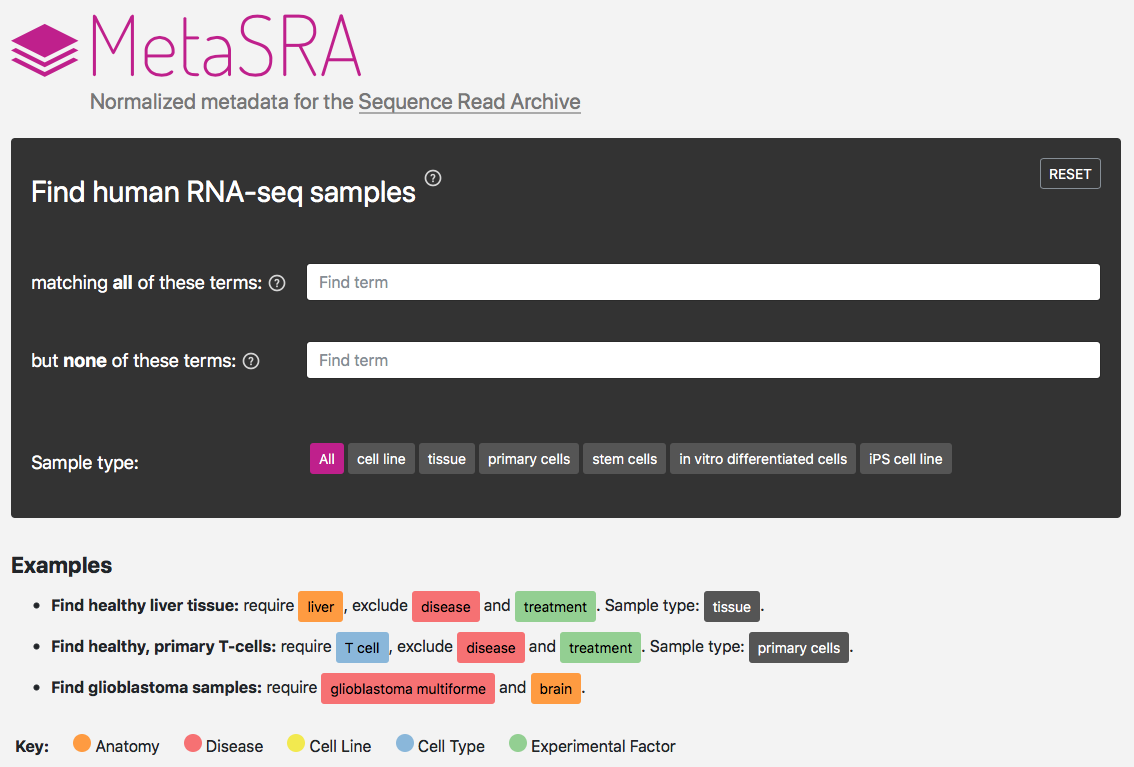 MetaSRA
Normalized metadata for the Sequence Read Archive
Find human RNA-seq samples ?
RESET
matching all of these terms: ? Find term
but none of these terms: ? Find term
Sample type: All cell line tissue primary cells stem cells in vitro differentiated cells iPS cell line
Examples
• Find healthy liver tissue: require liver , exclude disease and treatment . Sample type: tissue .
• Find healthy, primary T-cells: require T cell , exclude disease and treatment . Sample type: primary cells .
• Find glioblastoma samples: require glioblastoma multiforme and brain .
Key: Anatomy Disease Cell Line Cell Type Experimental Factor